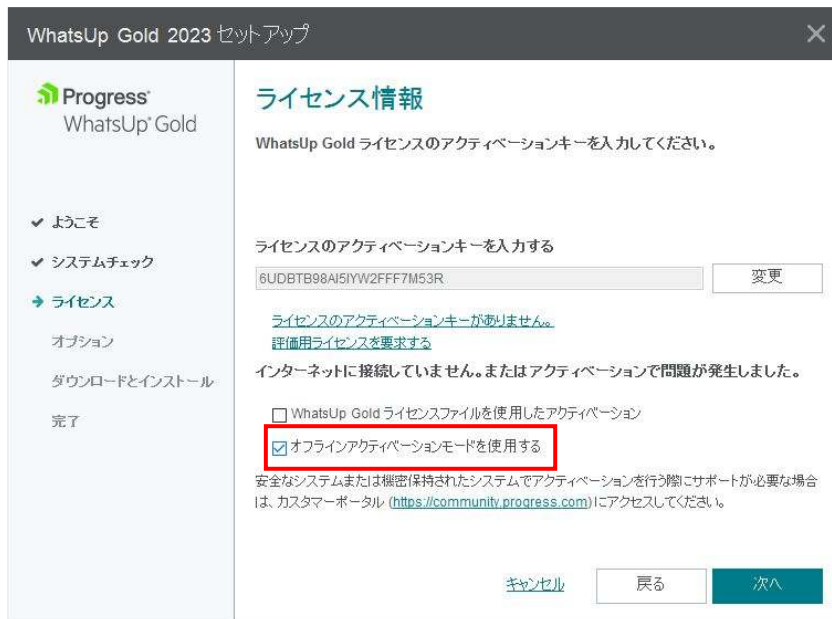 WhatsUp Gold 2023 セットアップ
Progress
WhatsUp Gold
ようこそ
システムチェック
ライセンス
オプション
ダウンロードとインストール
完了
ライセンス情報
WhatsUp Gold ライセンスのアクティベーションキーを入力してください。
ライセンスのアクティベーションキーを入力する
6UDBTB98AI5IYW2FFF7M53R
変更
ライセンスのアクティベーションキーがありません。
評価用ライセンスを要求する
インターネットに接続していません。またはアクティベーションで問題が発生しました。
WhatsUp Gold ライセンスファイルを使用したアクティベーション
オフラインアクティベーションモードを使用する
安全なシステムまたは機密保持されたシステムでアクティベーションを行う際にサポートが必要な場合
は、カスタマーポータル (https://community.progress.com)にアクセスしてください。
キャンセル
戻る
次へ